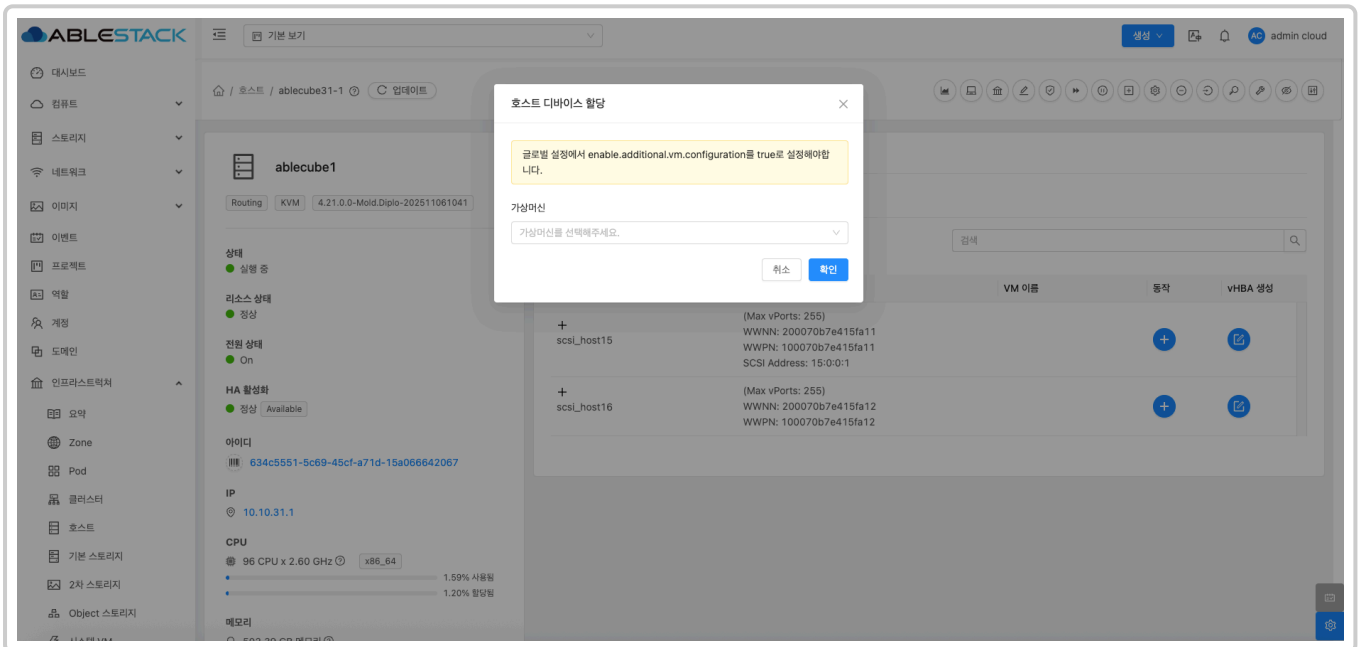 ABLESTACK
기본 보기
생성
AC admin cloud
대시보드
컴퓨트
스토리지
네트워크
이미지
이벤트
프로젝트
역할
계정
도메인
인프라스트럭쳐
요약
Zone
Pod
클러스터
호스트
기본 스토리지
2차 스토리지
Object 스토리지
시스템 VM
/ 호스트 / ablecube31-1
업데이트
ablecube1
Routing
KVM
4.21.0.0-Mold.Diplo-202511061041
상태
실행 중
리소스 상태
정상
전원 상태
On
HA 활성화
정상 Available
아이디
634c5551-5c69-45cf-a71d-15a066642067
IP
10.10.31.1
CPU
96 CPU x 2.60 GHz
x86_64
1.59% 사용됨
1.20% 할당됨
메모리
호스트 디바이스 할당
글로벌 설정에서 enable.additional.vm.configuration를 true로 설정해야합
니다.
가상머신
가상머신를 선택해주세요.
취소
확인
검색
VM 이름
동작
vHBA 생성
scsi_host15
(Max vPorts: 255)
WWNN: 200070b7e415fa11
WWPN: 100070b7e415fa11
SCSI Address: 15:0:0:1
scsi_host16
(Max vPorts: 255)
WWNN: 200070b7e415fa12
WWPN: 100070b7e415fa12